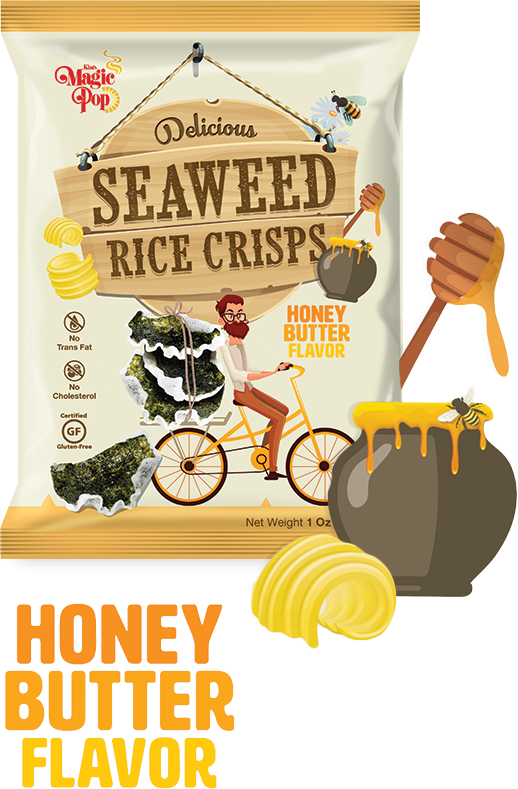 Kim's
Magic
Pop
Delicious
SEAWEED
RICE CRISPS
HONEY
BUTTER
FLAVOR
No
Trans Fat
No
Cholesterol
Certified
GF
Gluten-Free
Net Weight 1 Oz
HONEY
BUTTER
FLAVOR